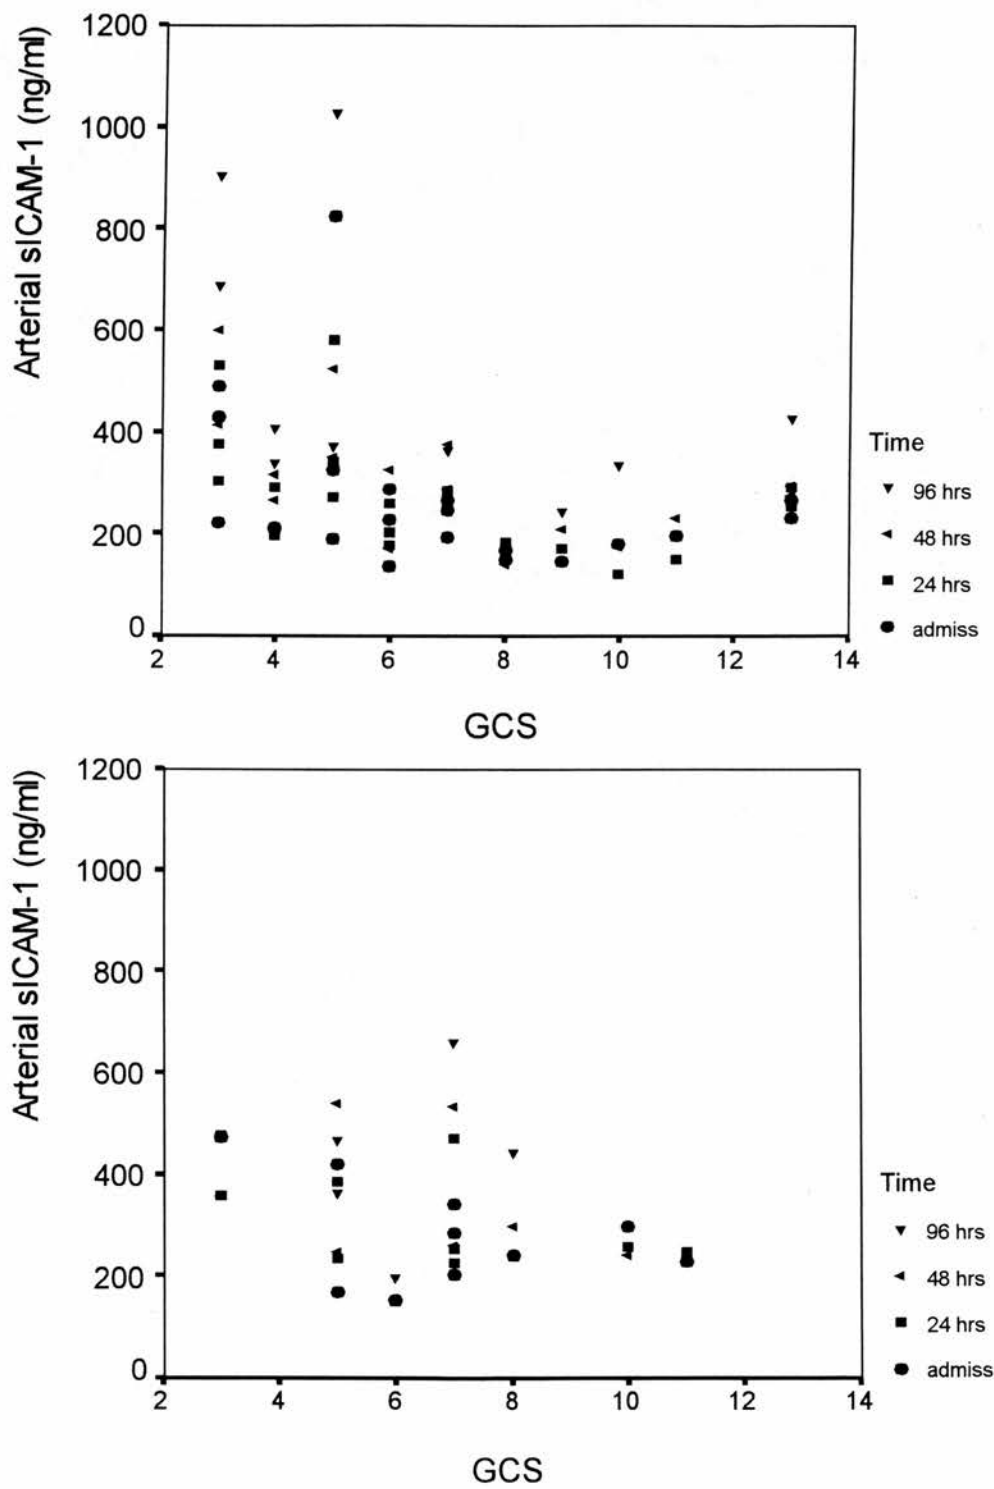 1200
1000
800
600
400
200
0
Arterial sICAM-1 (ng/ml)
2 4 6 8 10 12 14
GCS
Time
96 hrs
48 hrs
24 hrs
admiss
1200
1000
800
600
400
200
0
Arterial sICAM-1 (ng/ml)
2 4 6 8 10 12 14
GCS
Time
96 hrs
48 hrs
24 hrs
admiss